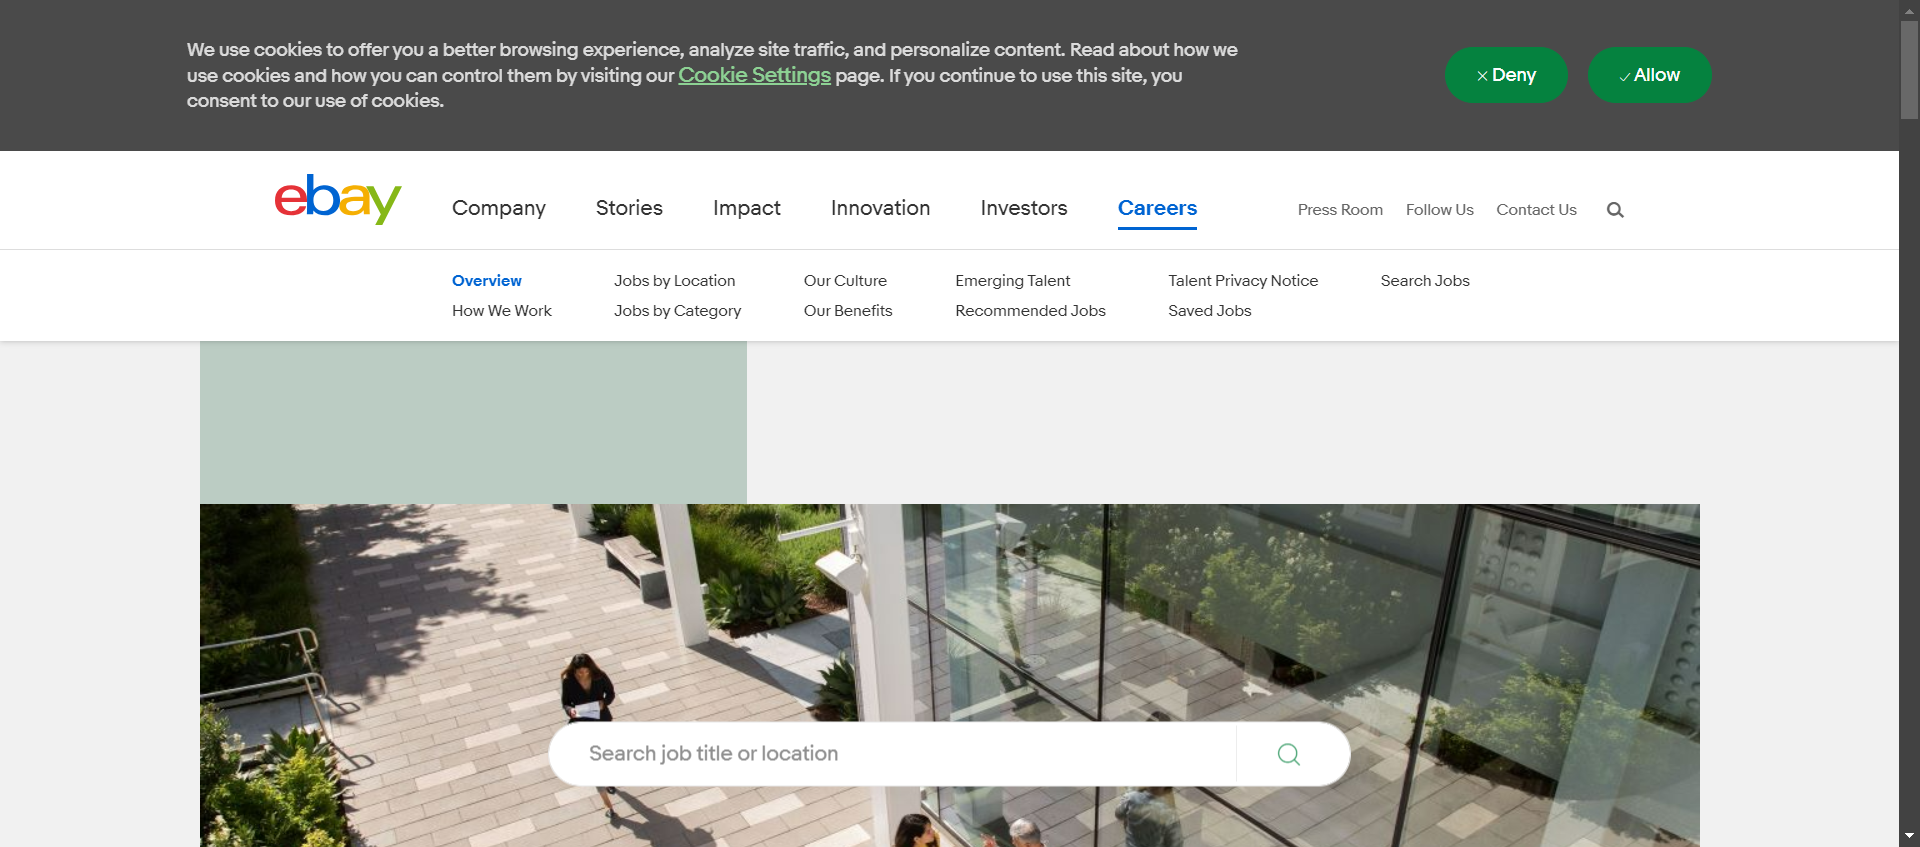 We use cookies to offer you a better browsing experience, analyze site traffic, and personalize content. Read about how we
use cookies and how you can control them by visiting our Cookie Settings page. If you continue to use this site, you
consent to our use of cookies.
Deny
Allow
ebay
Company
Stories
Impact
Innovation
Investors
Careers
Press Room
Follow Us
Contact Us
Overview
Jobs by Location
Our Culture
Emerging Talent
Talent Privacy Notice
Search Jobs
How We Work
Jobs by Category
Our Benefits
Recommended Jobs
Saved Jobs
Search job title or location